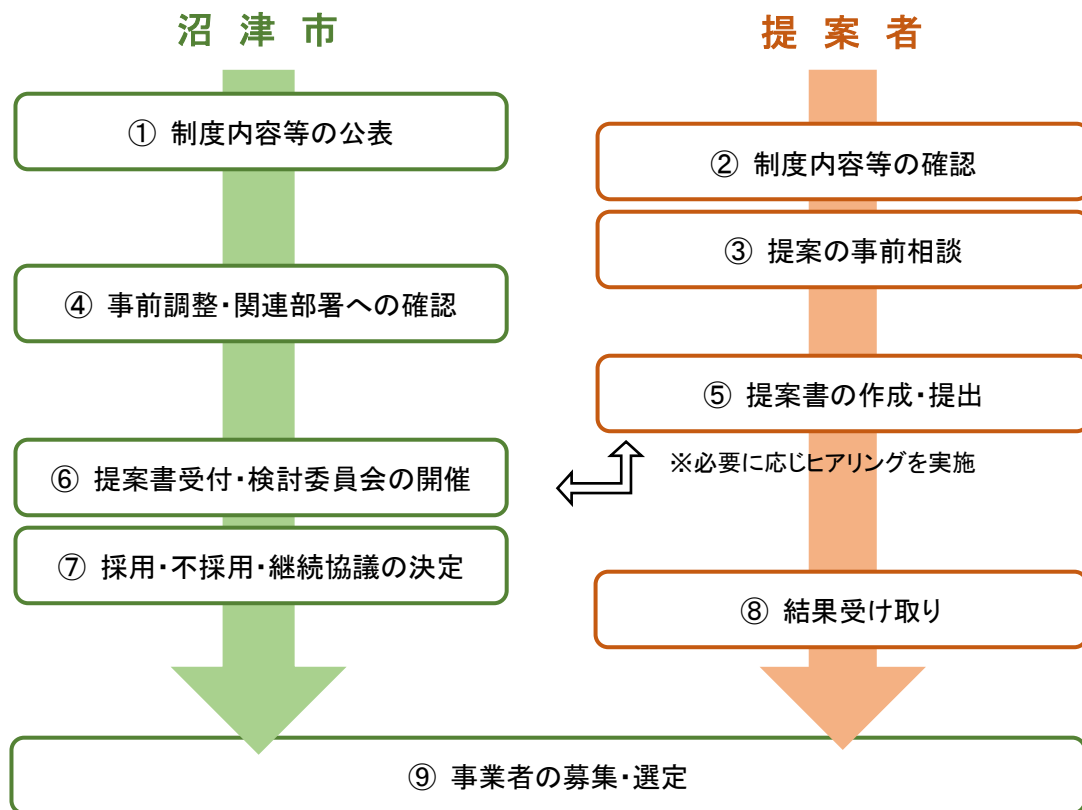 沼津市
提案者
① 制度内容等の公表
② 制度内容等の確認
③ 提案の事前相談
④ 事前調整・関連部署への確認
⑤ 提案書の作成・提出
※必要に応じヒアリングを実施
⑥ 提案書受付・検討委員会の開催
⑦ 採用・不採用・継続協議の決定
⑧ 結果受け取り
⑨ 事業者の募集・選定